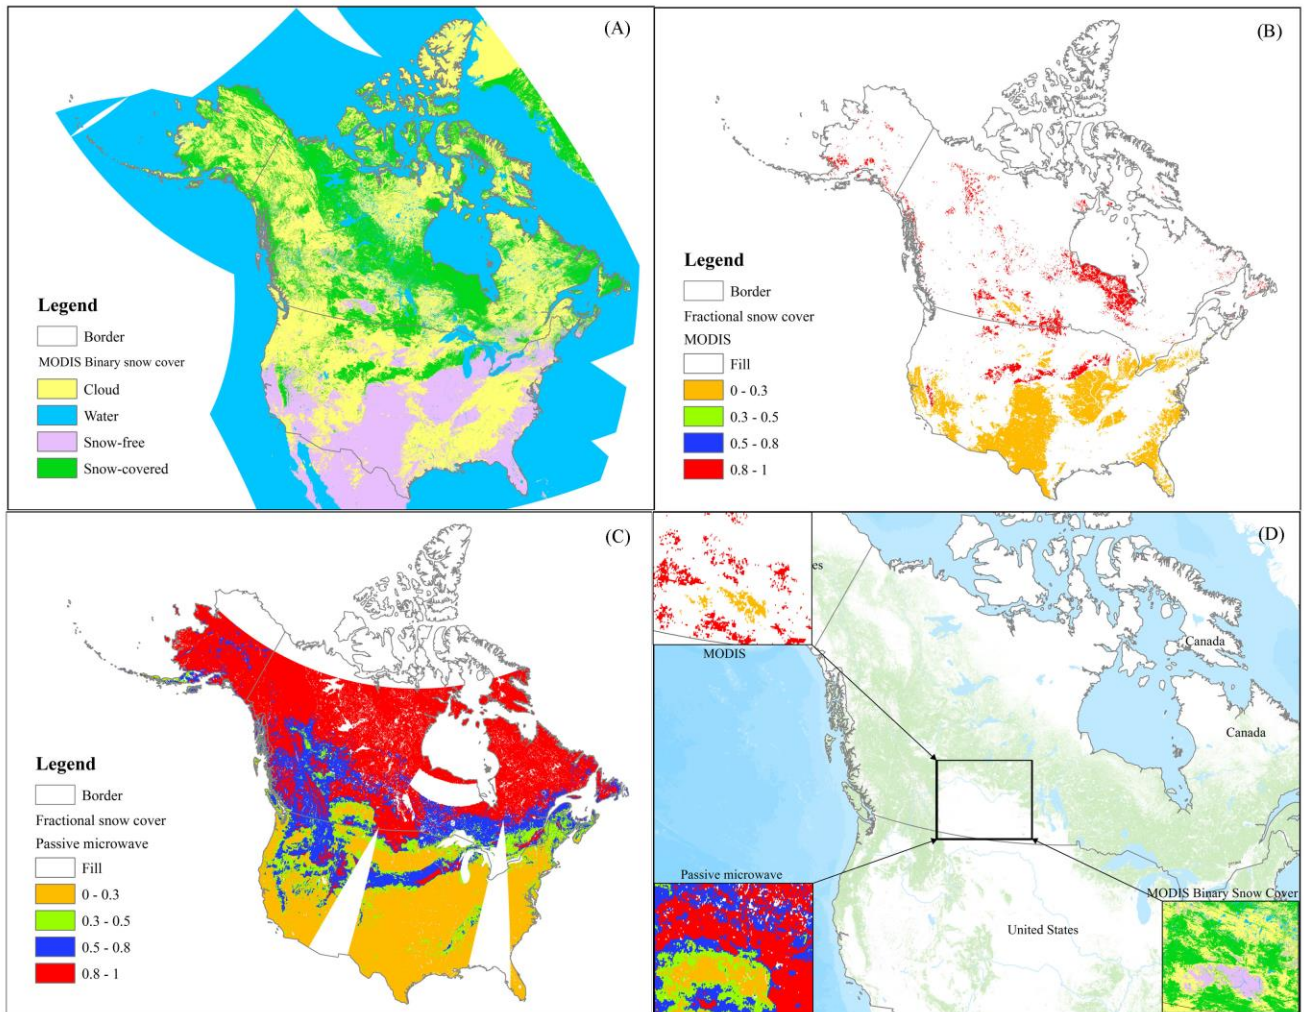 (A)
Legend
Border
MODIS Binary snow cover
Cloud
Water
Snow-free
Snow-covered
(B)
Legend
Border
Fractional snow cover
MODIS
Fill
0 - 0.3
0.3 - 0.5
0.5 - 0.8
0.8 - 1
(C)
Legend
Border
Fractional snow cover
Passive microwave
Fill
0 - 0.3
0.3 - 0.5
0.5 - 0.8
0.8 - 1
(D)
es
MODIS
Canada
Canada
Passive microwave
MODIS Binary Snow Cover
United States